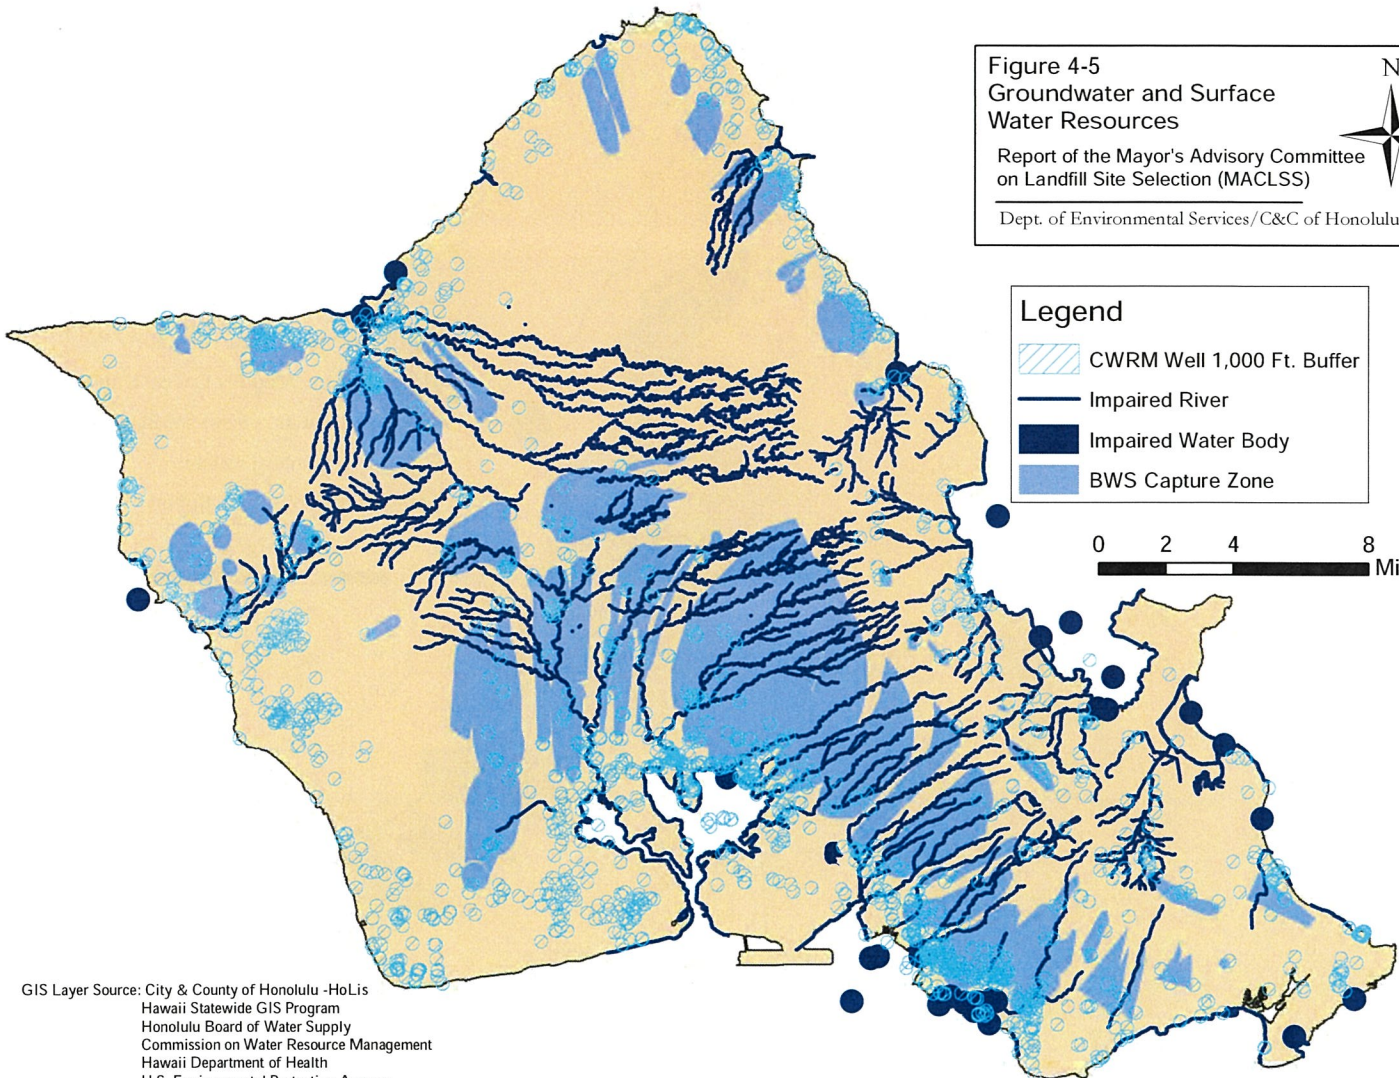 Figure 4-5
Groundwater and Surface
Water Resources
Report of the Mayor's Advisory Committee
on Landfill Site Selection (MACLSS)
Dept. of Environmental Services/C&C of Honolulu
N
Legend
CWRM Well 1,000 Ft. Buffer
Impaired River
Impaired Water Body
BWS Capture Zone
0 2 4 8
Mi
GIS Layer Source: City & County of Honolulu -HoLis
Hawaii Statewide GIS Program
Honolulu Board of Water Supply
Commission on Water Resource Management
Hawaii Department of Health